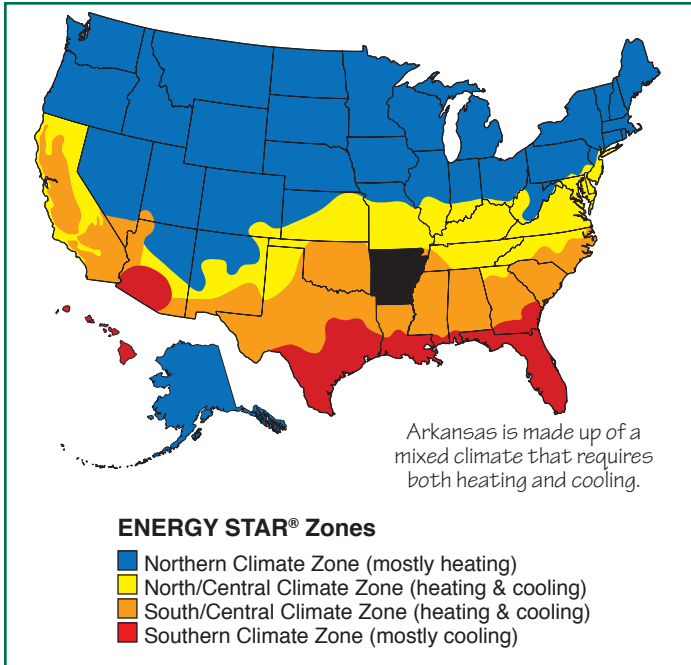 Arkansas is made up of a
mixed climate that requires
both heating and cooling.
ENERGY STAR® Zones
Northern Climate Zone (mostly heating)
North/Central Climate Zone (heating & cooling)
South/Central Climate Zone (heating & cooling)
Southern Climate Zone (mostly cooling)